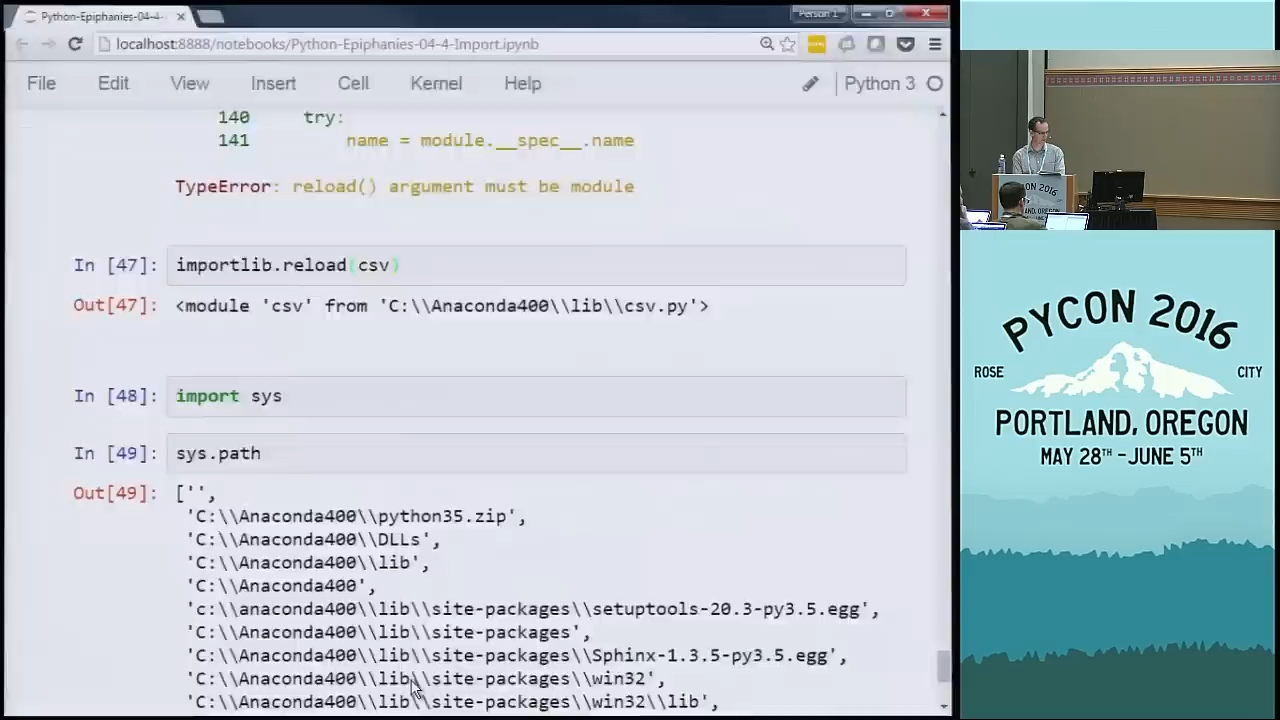 Python-Epiphanies-04-4-
Person 1
localhost:8888/notebooks/Python-Epiphanies-04-4-Import.ipynb
File Edit View Insert Cell Kernel Help Python 3
140 try:
141 name = module.__spec__.name
TypeError: reload() argument must be module
In [47]: importlib.reload(csv)
Out[47]: <module 'csv' from 'C:\\Anaconda400\\lib\\csv.py'>
In [48]: import sys
In [49]: sys.path
Out[49]: ['',
'C:\\Anaconda400\\python35.zip',
'C:\\Anaconda400\\DLLs',
'C:\\Anaconda400\\lib',
'C:\\Anaconda400',
'c:\\anaconda400\\lib\\site-packages\\setuptools-20.3-py3.5.egg',
'C:\\Anaconda400\\lib\\site-packages',
'C:\\Anaconda400\\lib\\site-packages\\Sphinx-1.3.5-py3.5.egg',
'C:\\Anaconda400\\lib\\site-packages\\win32',
'C:\\Anaconda400\\lib\\site-packages\\win32\\lib',
PYCON 2016
LAND, OREGON
PYCON 2016
ROSE CITY
PORTLAND, OREGON
MAY 28TH -JUNE 5TH